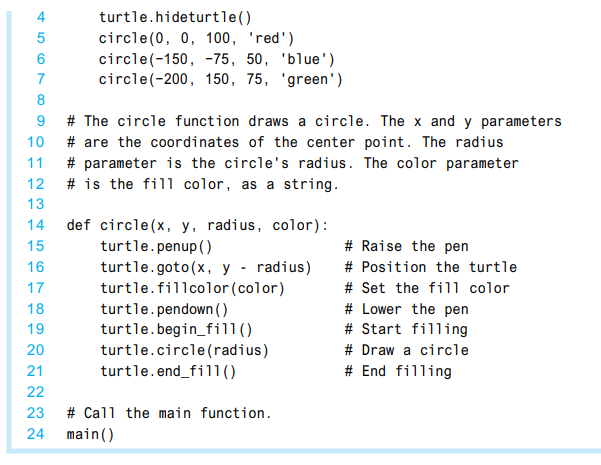 4      turtle.hideturtle()
5      circle(0, 0, 100, 'red')
6      circle(−150, −75, 50, 'blue')
7      circle(−200, 150, 75, 'green')
8
9  # The circle function draws a circle. The x and y parameters
10  # are the coordinates of the center point. The radius
11  # parameter is the circle's radius. The color parameter
12  # is the fill color, as a string.
13
14  def circle(x, y, radius, color):
15      turtle.penup()                # Raise the pen
16      turtle.goto(x, y - radius)    # Position the turtle
17      turtle.fillcolor(color)       # Set the fill color
18      turtle.pendown()              # Lower the pen
19      turtle.begin_fill()           # Start filling
20      turtle.circle(radius)         # Draw a circle
21      turtle.end_fill()             # End filling
22
23  # Call the main function.
24  main()